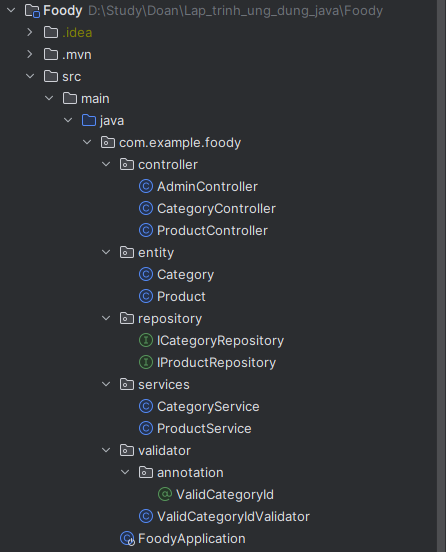 Foody D:\Study\Doan\Lap_trinh_ung_dung_java\Foody
.idea
.mvn
src
main
java
com.example.foody
controller
AdminController
CategoryController
ProductController
entity
Category
Product
repository
ICategoryRepository
IProductRepository
services
CategoryService
ProductService
validator
annotation
ValidCategoryId
ValidCategoryIdValidator
FoodyApplication